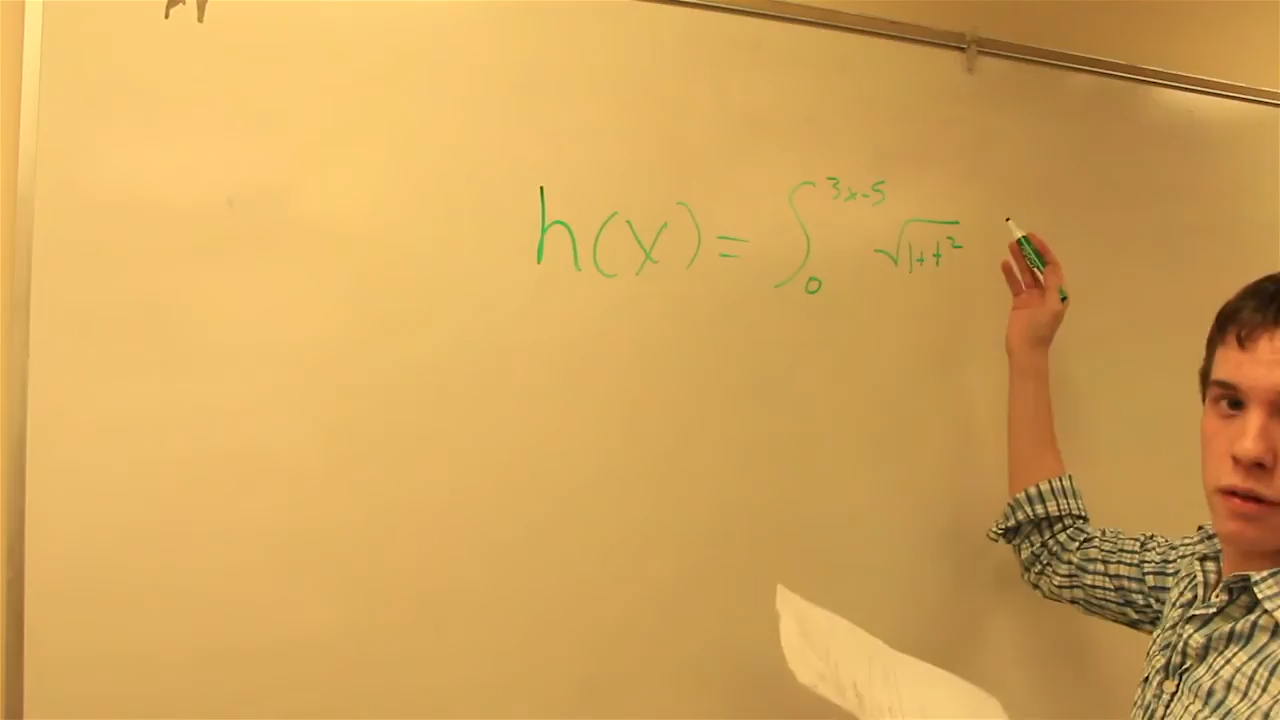 h(x) = ∫₀^{3x-5} √(1+t²)